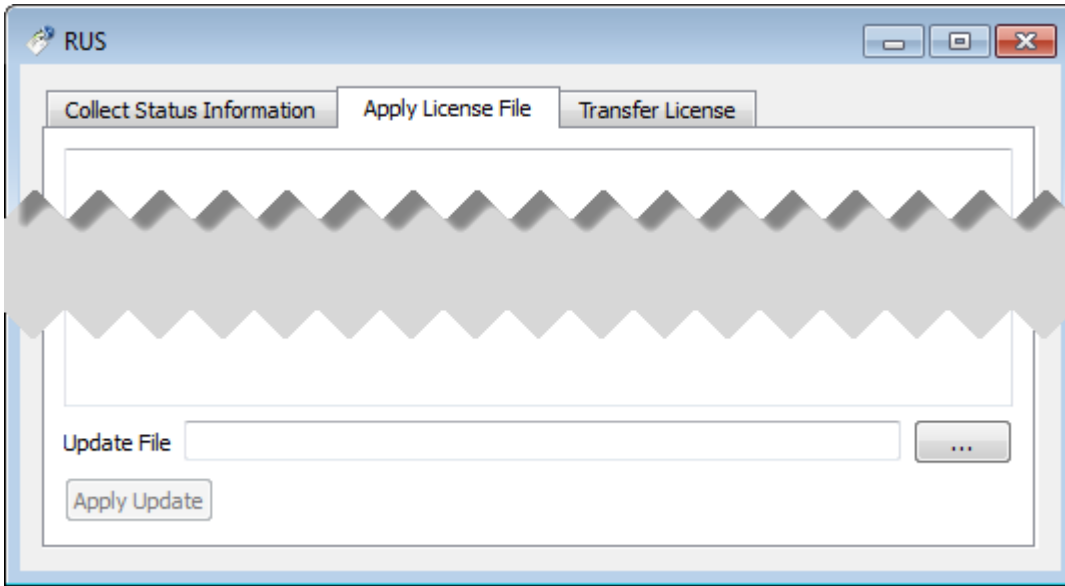 RUS
Collect Status Information Apply License File Transfer License
Update File ...
Apply Update